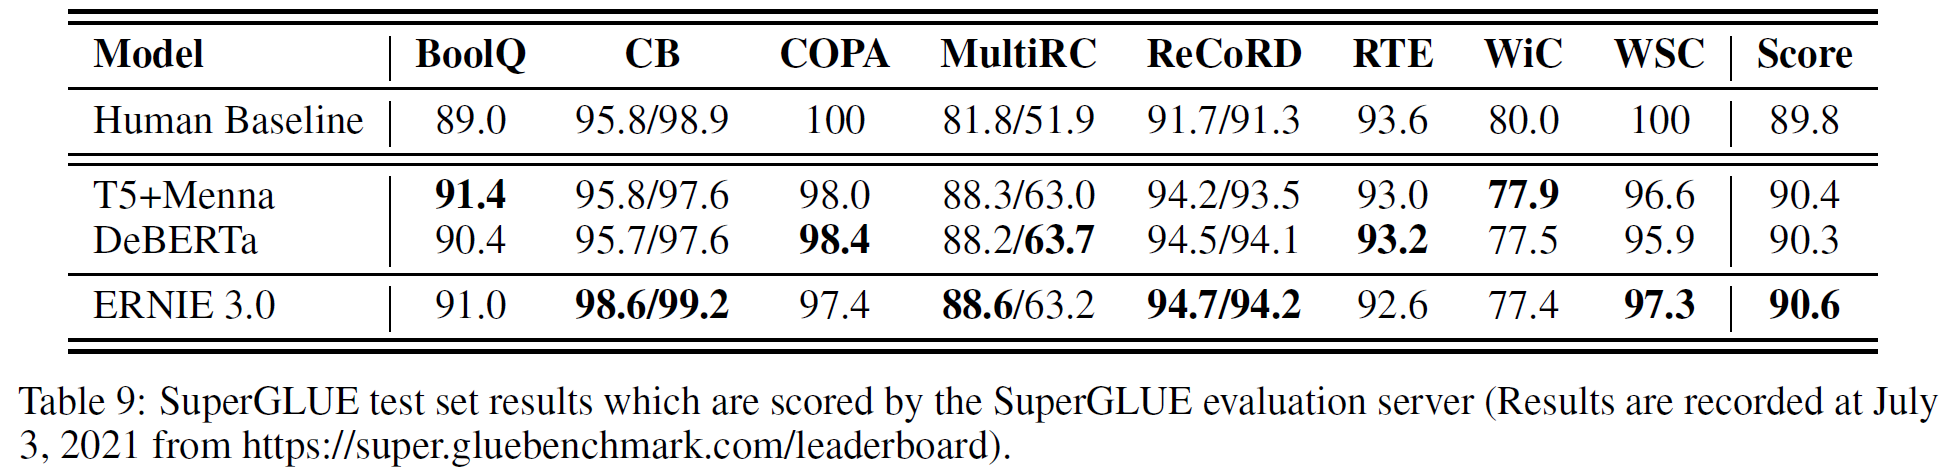 Model BoolQ CB COPA MultiRC ReCoRD RTE WiC WSC Score
Human Baseline 89.0 95.8/98.9 100 81.8/51.9 91.7/91.3 93.6 80.0 100 89.8
T5+Menna 91.4 95.8/97.6 98.0 88.3/63.0 94.2/93.5 93.0 77.9 96.6 90.4
DeBERTa 90.4 95.7/97.6 98.4 88.2/63.7 94.5/94.1 93.2 77.5 95.9 90.3
ERNIE 3.0 91.0 98.6/99.2 97.4 88.6/63.2 94.7/94.2 92.6 77.4 97.3 90.6
Table 9: SuperGLUE test set results which are scored by the SuperGLUE evaluation server (Results are recorded at July
3, 2021 from https://super.gluebenchmark.com/leaderboard).